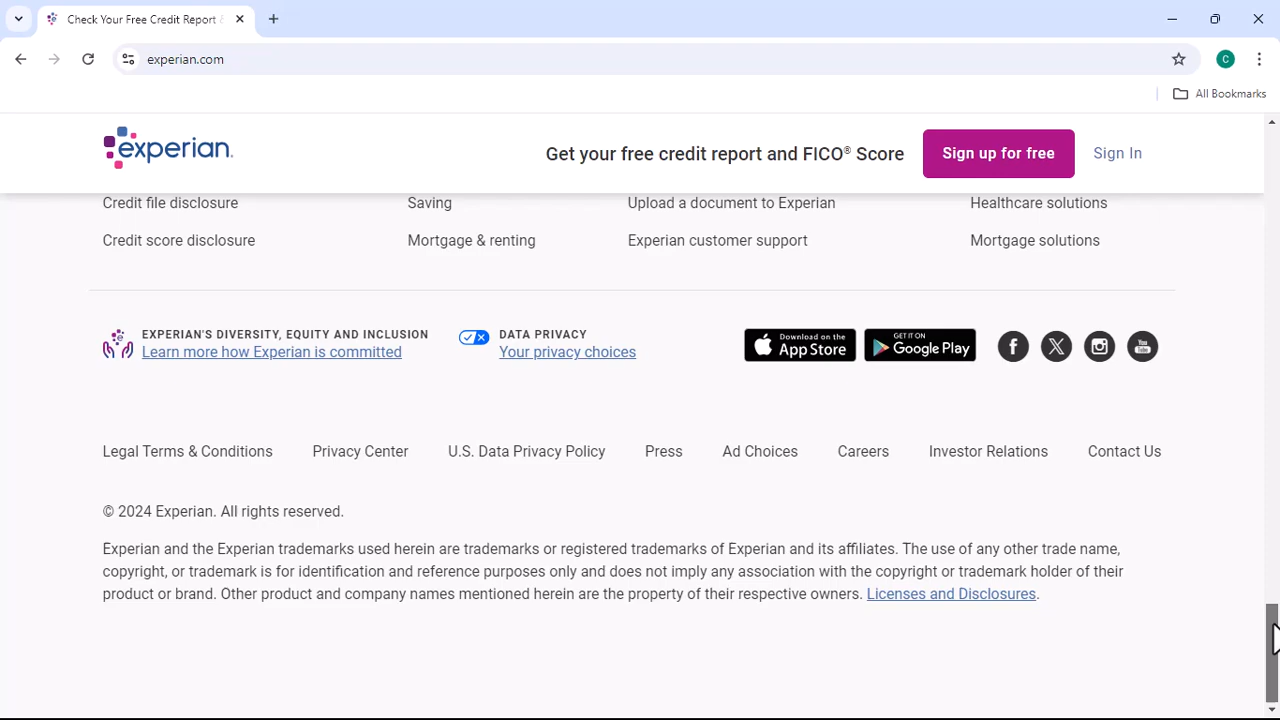 Check Your Free Credit Report &
experian.com
C
All Bookmarks
experian.
Get your free credit report and FICO® Score
Sign up for free
Sign In
Credit file disclosure
Saving
Upload a document to Experian
Healthcare solutions
Credit score disclosure
Mortgage & renting
Experian customer support
Mortgage solutions
EXPERIAN'S DIVERSITY, EQUITY AND INCLUSION
Learn more how Experian is committed
DATA PRIVACY
Your privacy choices
Download on the
App Store
GET IT ON
Google Play
You
Tube
Legal Terms & Conditions
Privacy Center
U.S. Data Privacy Policy
Press
Ad Choices
Careers
Investor Relations
Contact Us
© 2024 Experian. All rights reserved.
Experian and the Experian trademarks used herein are trademarks or registered trademarks of Experian and its affiliates. The use of any other trade name,
copyright, or trademark is for identification and reference purposes only and does not imply any association with the copyright or trademark holder of their
product or brand. Other product and company names mentioned herein are the property of their respective owners. Licenses and Disclosures.